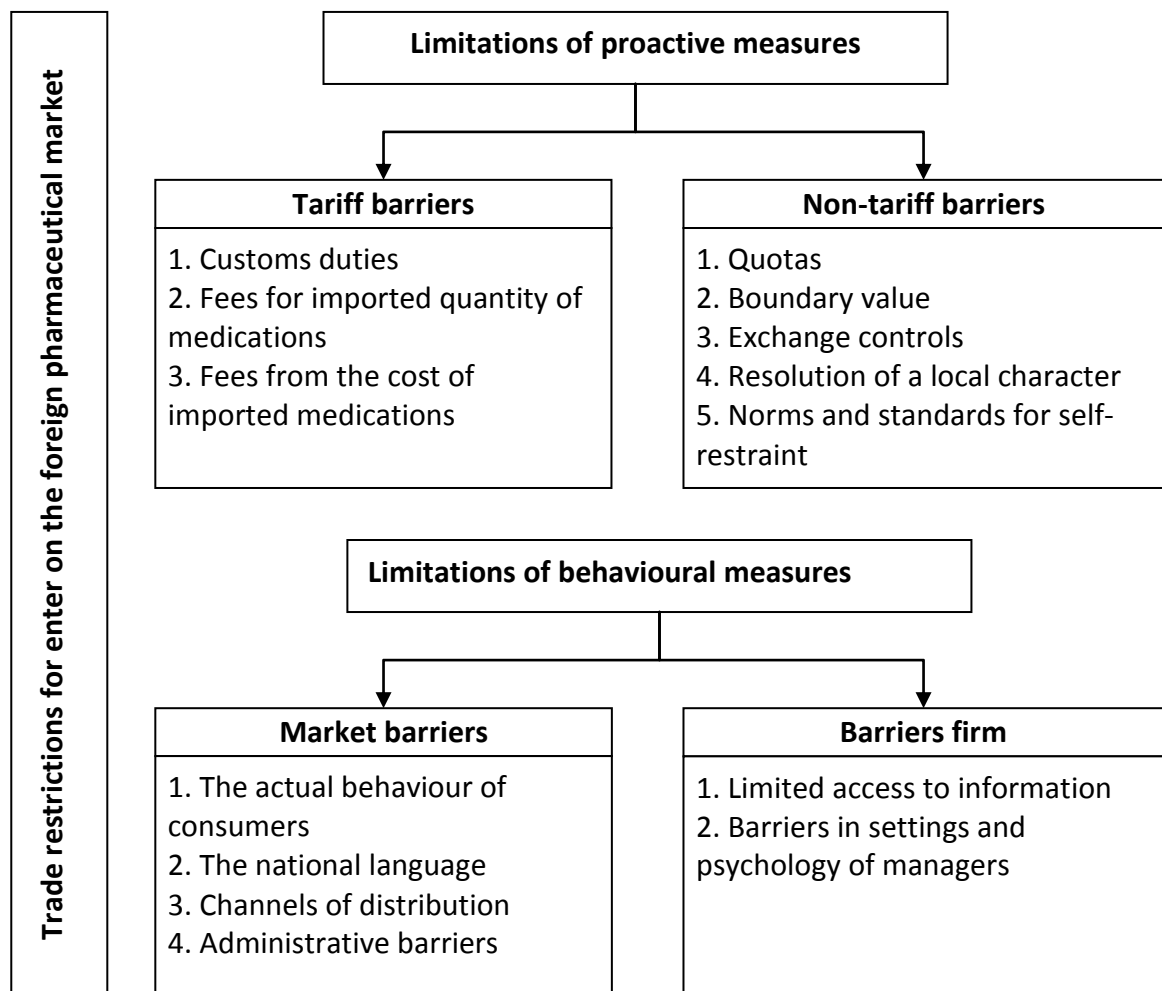 Trade restrictions for enter on the foreign pharmaceutical market
Limitations of proactive measures
Tariff barriers
1. Customs duties
2. Fees for imported quantity of
medications
3. Fees from the cost of
imported medications
Non-tariff barriers
1. Quotas
2. Boundary value
3. Exchange controls
4. Resolution of a local character
5. Norms and standards for self-
restraint
Limitations of behavioural measures
Market barriers
1. The actual behaviour of
consumers
2. The national language
3. Channels of distribution
4. Administrative barriers
Barriers firm
1. Limited access to information
2. Barriers in settings and
psychology of managers